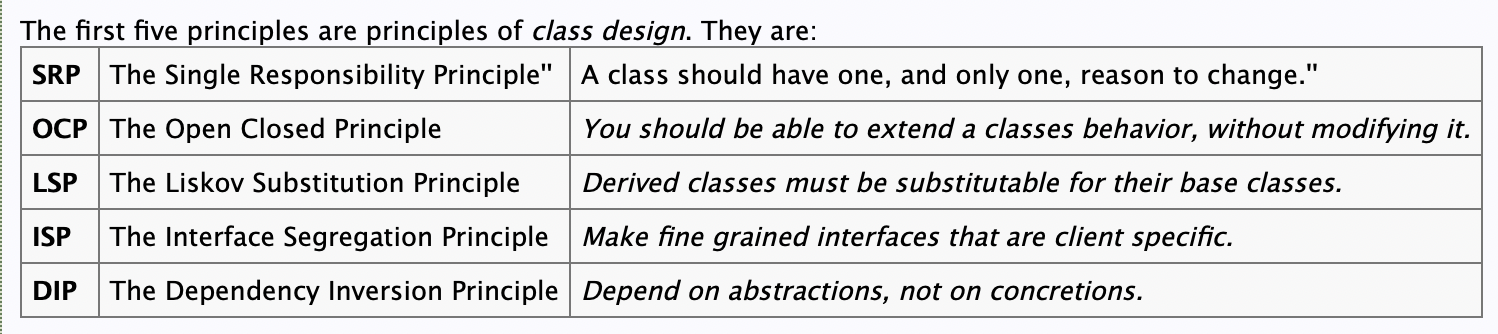 The first five principles are principles of class design. They are:
SRP The Single Responsibility Principle" A class should have one, and only one, reason to change."
OCP The Open Closed Principle You should be able to extend a classes behavior, without modifying it.
LSP The Liskov Substitution Principle Derived classes must be substitutable for their base classes.
ISP The Interface Segregation Principle Make fine grained interfaces that are client specific.
DIP The Dependency Inversion Principle Depend on abstractions, not on concretions.